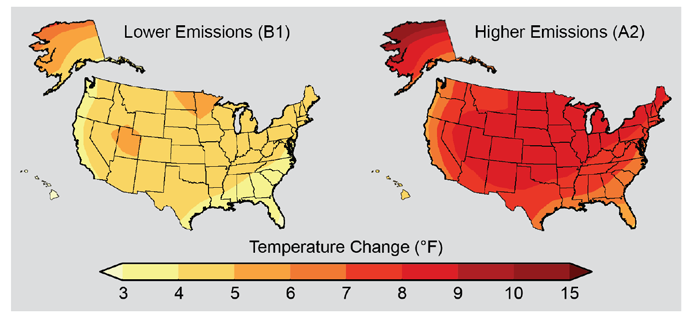 Lower Emissions (B1) Higher Emissions (A2)
Temperature Change (°F)
3 4 5 6 7 8 9 10 15